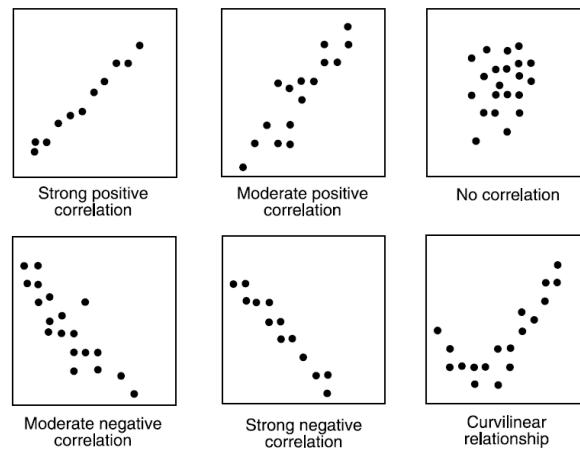 Strong positive
correlation
Moderate positive
correlation
No correlation
Moderate negative
correlation
Strong negative
correlation
Curvilinear
relationship